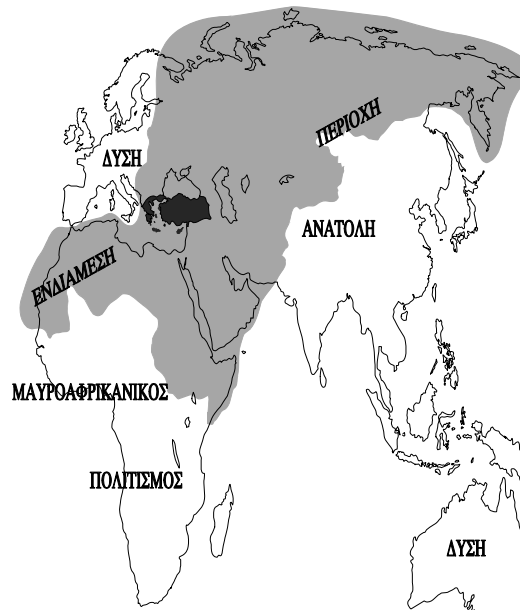 ΔΥΣΗ
ΕΝΔΙΑΜΕΣΗ ΠΕΡΙΟΧΗ
ΑΝΑΤΟΛΗ
ΜΑΥΡΟΑΦΡΙΚΑΝΙΚΟΣ
ΠΟΛΙΤΙΣΜΟΣ
ΔΥΣΗ